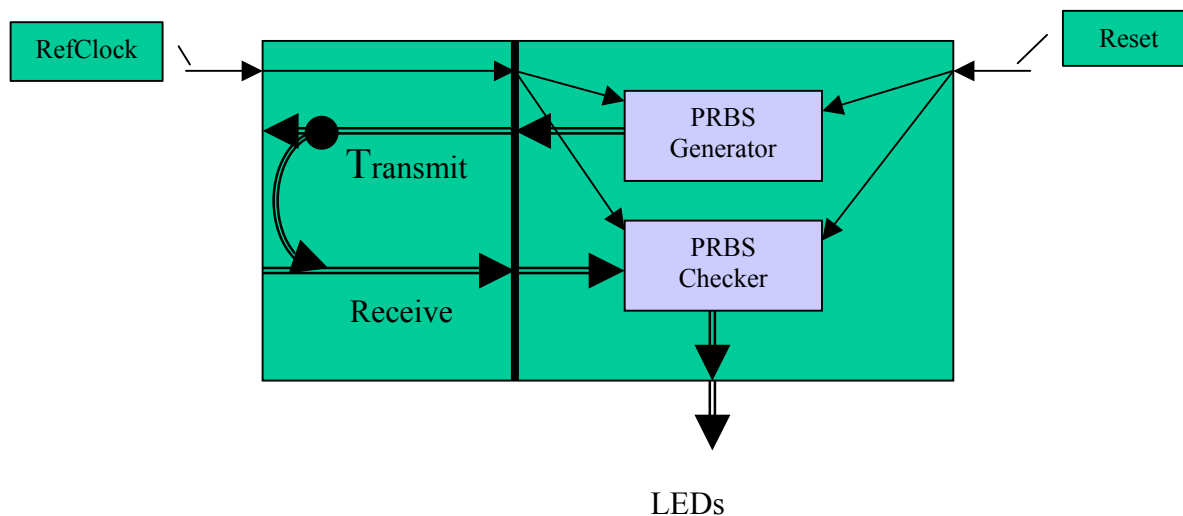 RefClock
Reset
PRBS
Generator
Transmit
PRBS
Checker
Receive
LEDs